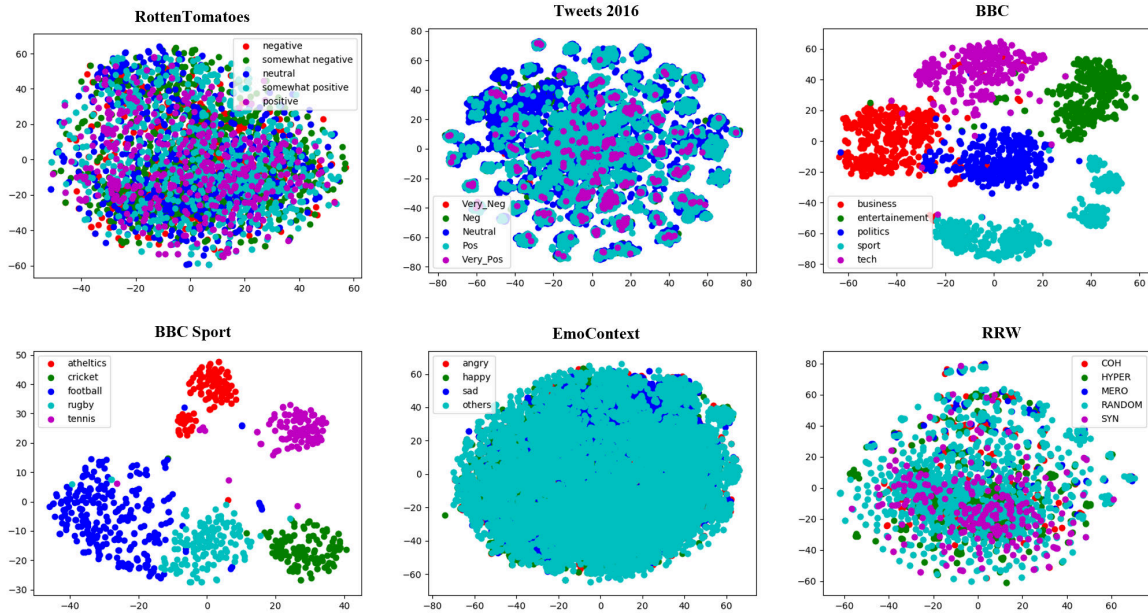 RottenTomatoes
Tweets 2016
BBC
60
40
20
0
−20
−40
−60
−40
−20
0
20
40
60
negative
somewhat negative
neutral
somewhat positive
positive
80
60
40
20
0
−20
−40
−60
−80
−80
−60
−40
−20
0
20
40
60
80
Very_Neg
Neg
Neutral
Pos
Very_Pos
60
40
20
0
−20
−40
−60
−80
−60
−40
−20
0
20
40
60
business
entertainement
politics
sport
tech
BBC Sport
EmoContext
RRW
50
40
30
20
10
0
−10
−20
−30
−40
−20
0
20
40
atheltics
cricket
football
rugby
tennis
60
40
20
0
−20
−40
−60
−80
−60
−40
−20
0
20
40
60
angry
happy
sad
others
80
60
40
20
0
−20
−40
−60
−60
−40
−20
0
20
40
60
COH
HYPER
MERO
RANDOM
SYN